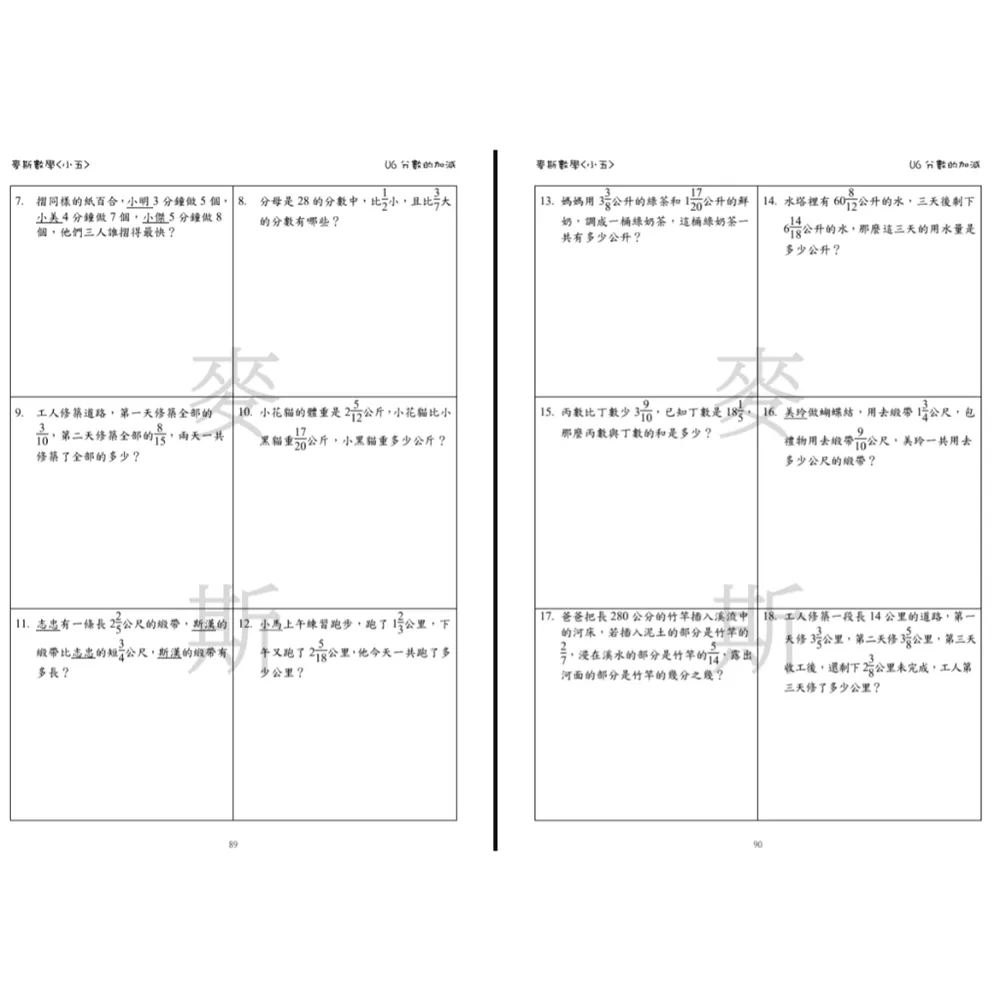 麥斯數學<小五>
U6 分數的加減
7. 摺同樣的紙百合，小明 3 分鐘做 5 個，
小美 4 分鐘做 7 個，小傑 5 分鐘做 8
個，他們三人誰摺得最快？
8. 分母是 28 的分數中，比1/2小，且比3/7大
的分數有哪些？
9. 工人修築道路，第一天修築全部的
3/10，第二天修築全部的8/15，兩天一共
修築了全部的多少？
10. 小花貓的體重是 2 5/12公斤，小花貓比小
黑貓重17/20公斤，小黑貓重多少公斤？
11. 志忠有一條長 2 2/5公尺的緞帶，斯漢的
緞帶比志忠的短3/4公尺，斯漢的緞帶有
多長？
12. 小馬上午練習跑步，跑了 1 2/3公里，下
午又跑了 2 5/18公里，他今天一共跑了多
少公里？
麥
斯
89
麥斯數學<小五>
U6 分數的加減
13. 媽媽用 3 3/8公升的綠茶和 1 17/20公升的鮮
奶，調成一桶綠奶茶，這桶綠奶茶一
共有多少公升？
14. 水塔裡有 60 8/12公升的水，三天後剩下
6 14/18公升的水，那麼這三天的用水量是
多少公升？
15. 丙數比丁數少 3 9/10，已知丁數是 18 1/5，
那麼丙數與丁數的和是多少？
16. 美玲做蝴蝶結，用去緞帶 1 3/4公尺，包
禮物用去緞帶9/10公尺，美玲一共用去
多少公尺的緞帶？
17. 爸爸把長 280 公分的竹竿插入溪流中
的河床，若插入泥土的部分是竹竿的
2/7，浸在溪水的部分是竹竿的5/14，露出
河面的部分是竹竿的幾分之幾？
18. 工人修築一段長 14 公里的道路，第一
天修 3 3/5公里，第二天修 3 5/8公里，第三天
收工後，還剩下 2 3/8公里未完成，工人第
三天修了多少公里？
麥
斯
90